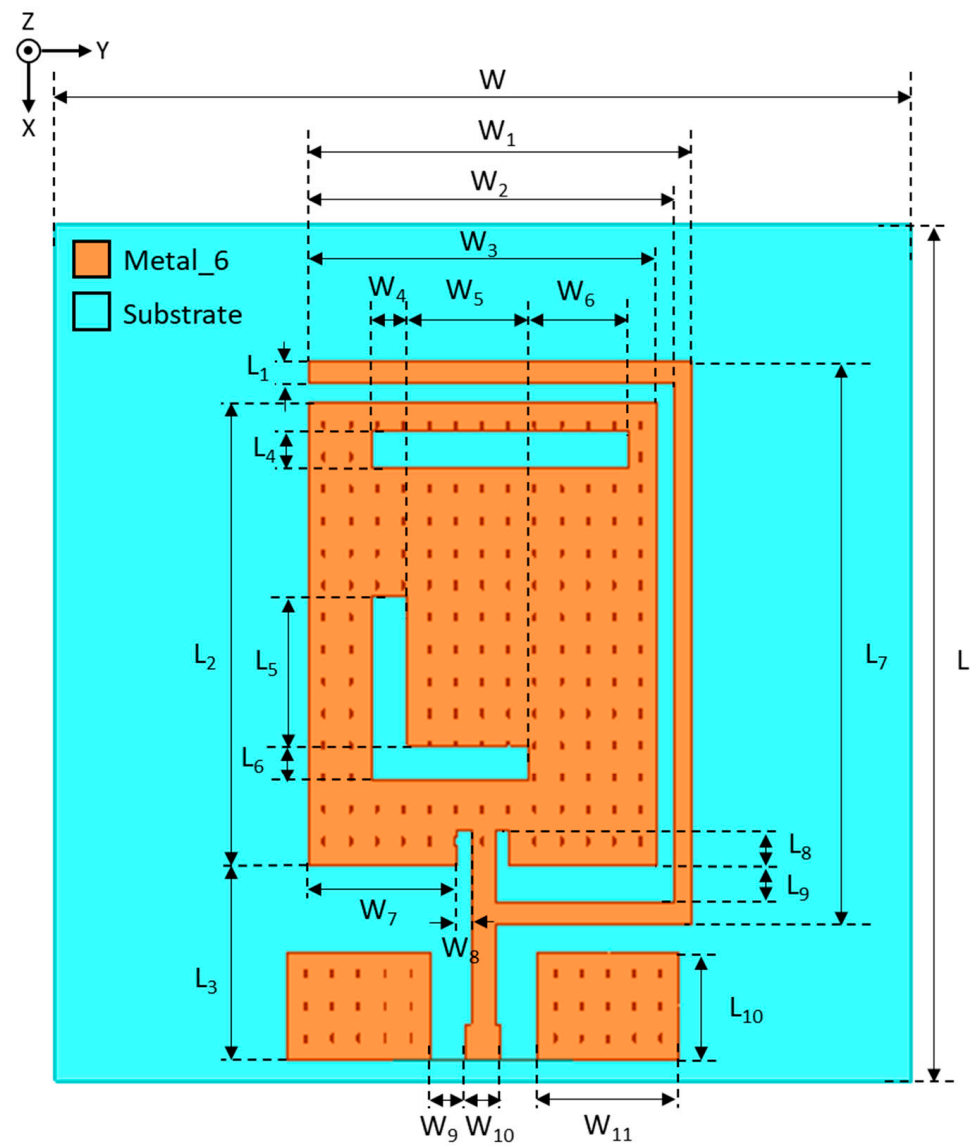 Z
Y
X
W
W₁
W₂
W₃
Metal_6
Substrate
W₄
W₅
W₆
L₁
L₄
L₂
L₅
L₇
L
L₆
L₈
L₉
W₇
W₈
L₃
L₁₀
W₉
W₁₀
W₁₁